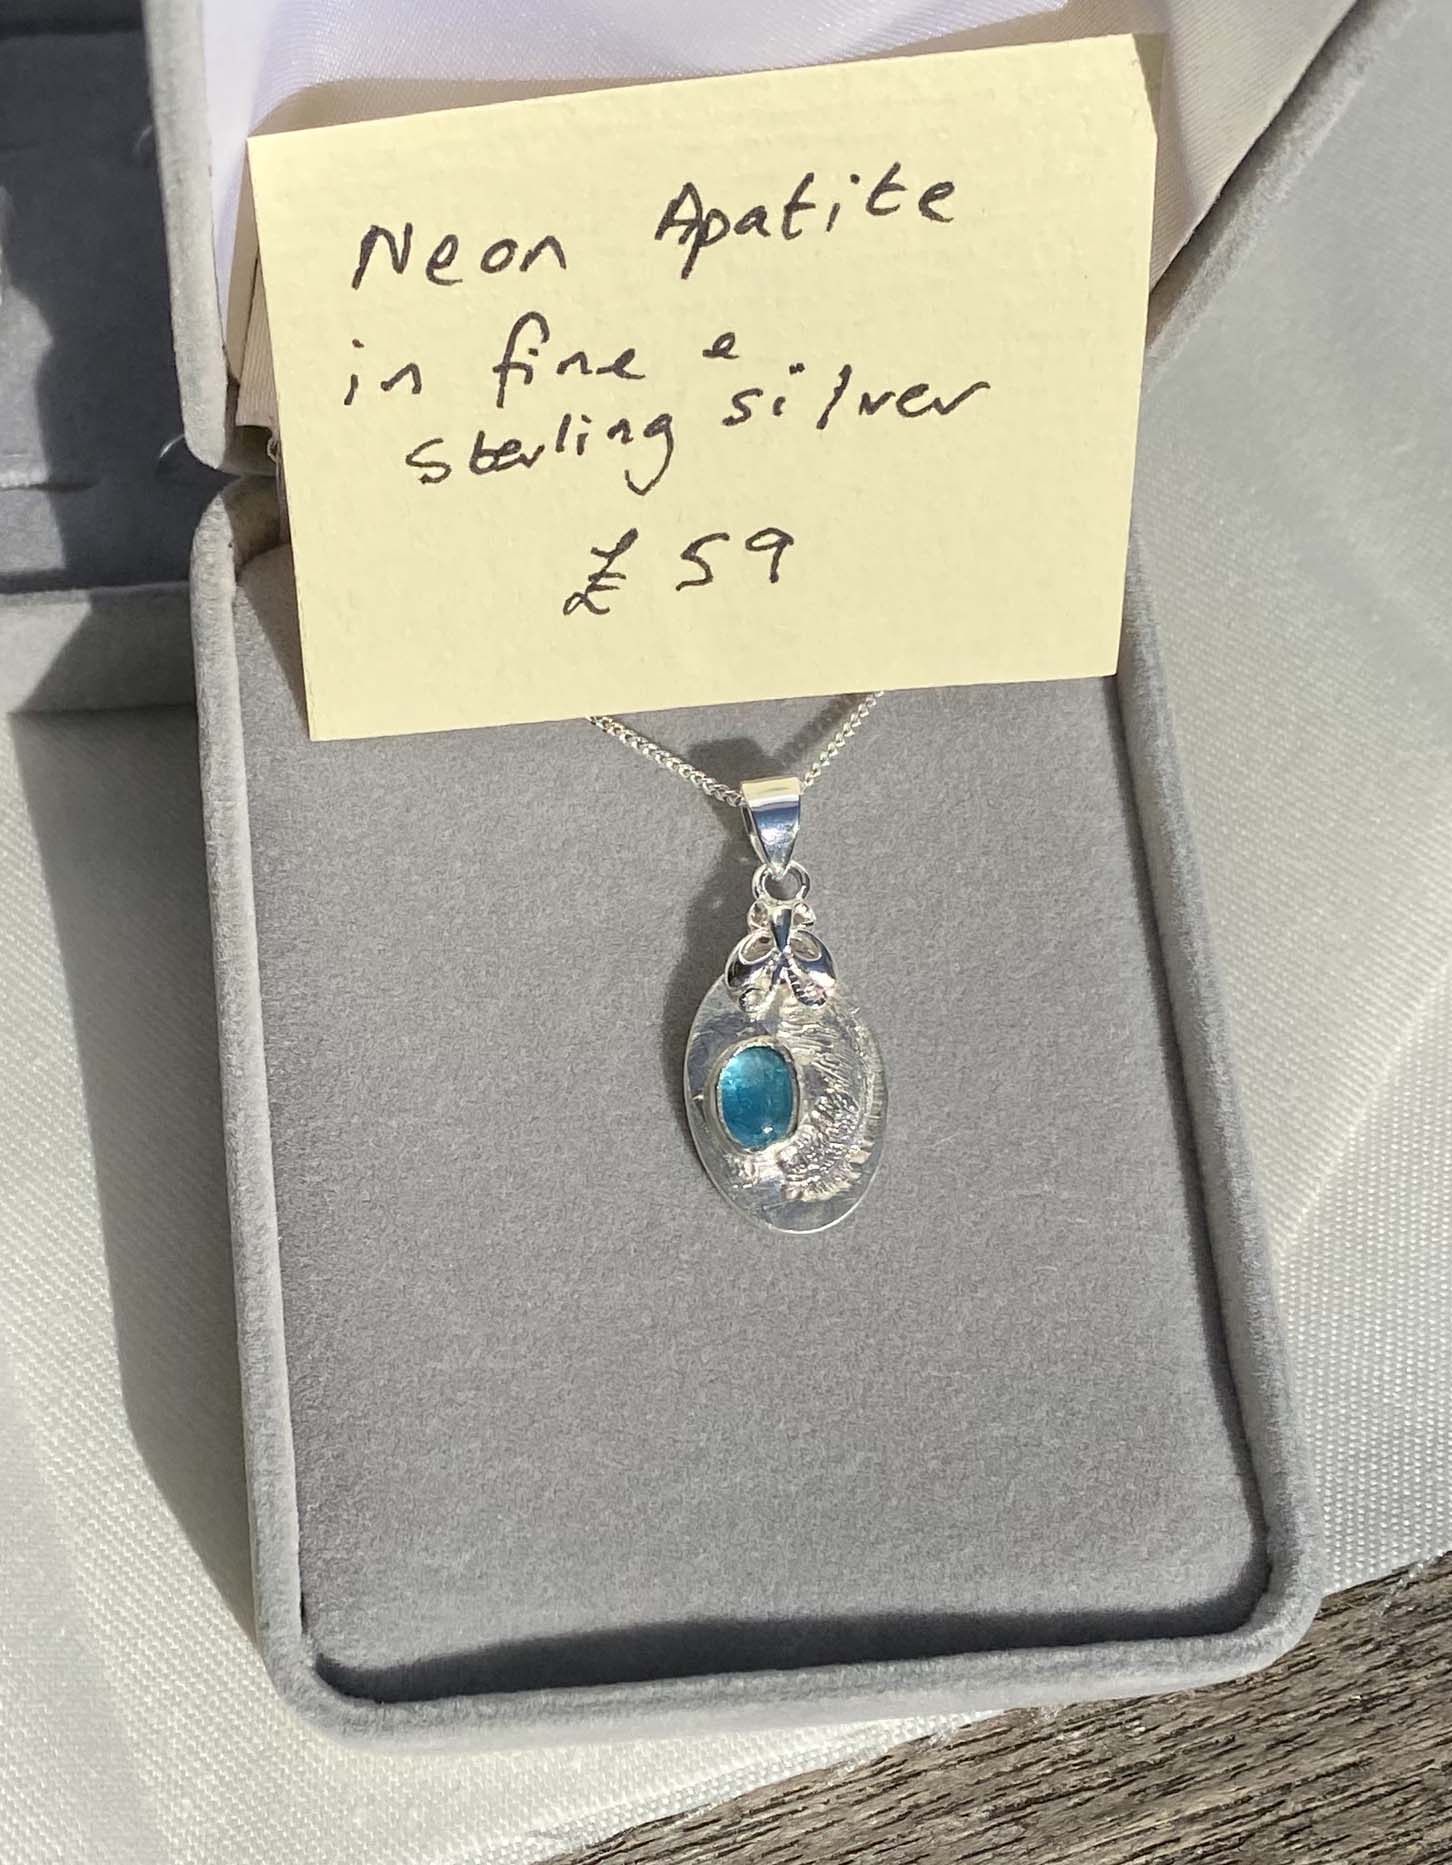 Neon Apatite
in fine e
sterling silver
£59